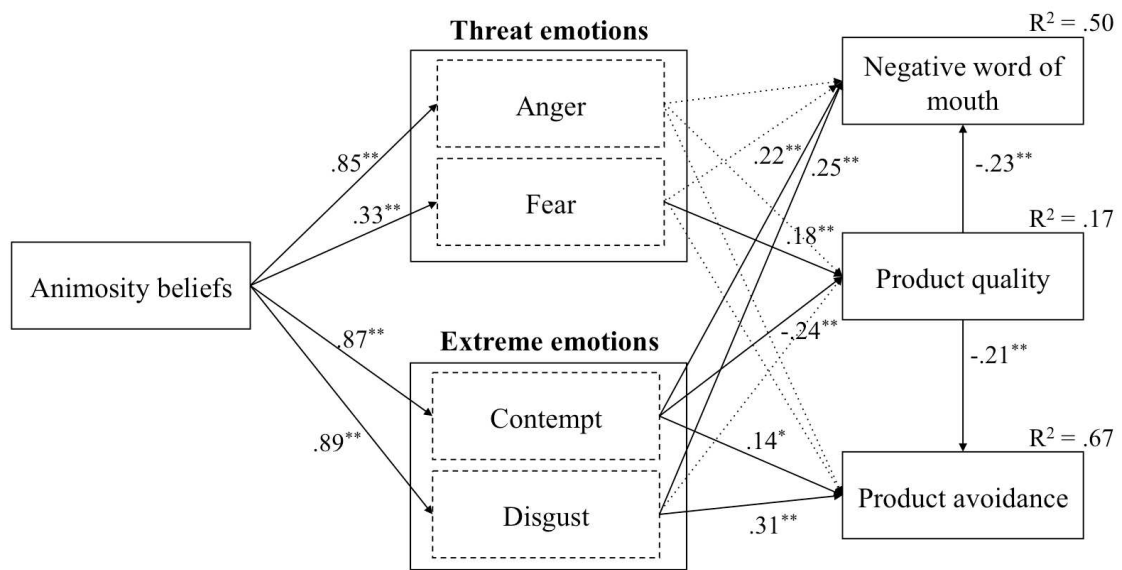 R² = .50
Threat emotions
Negative word of
mouth
Anger
.85**
.22**
.25**
-.23**
Fear
.33**
.18**
R² = .17
Animosity beliefs
Product quality
Extreme emotions
.87**
-.24**
-.21**
Contempt
.14*
R² = .67
.89**
Disgust
.31**
Product avoidance